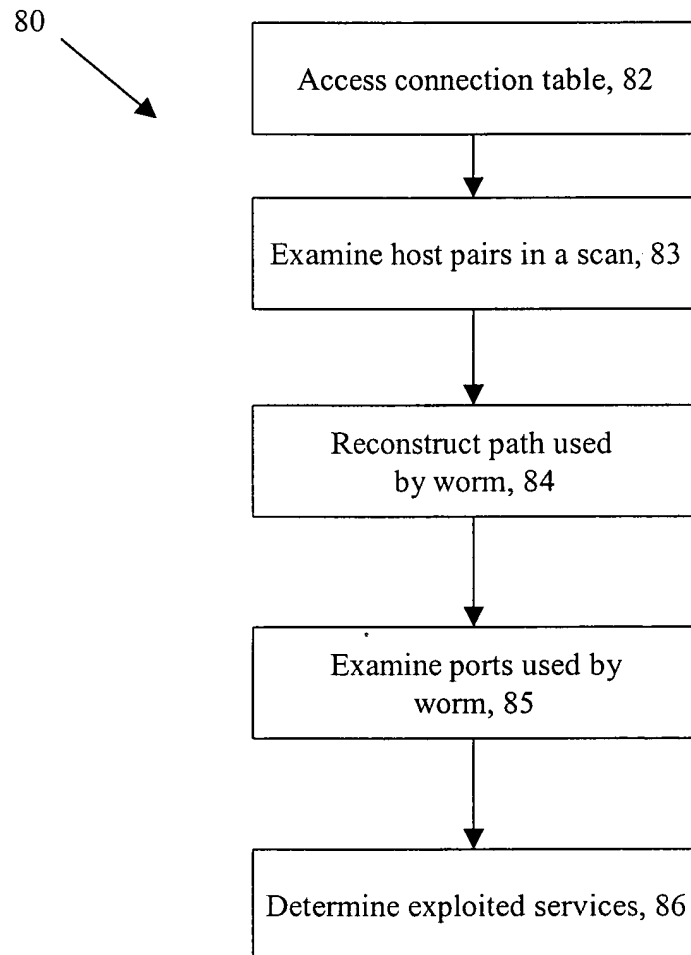 80
Access connection table, 82
Examine host pairs in a scan, 83
Reconstruct path used
by worm, 84
Examine ports used by
worm, 85
Determine exploited services, 86